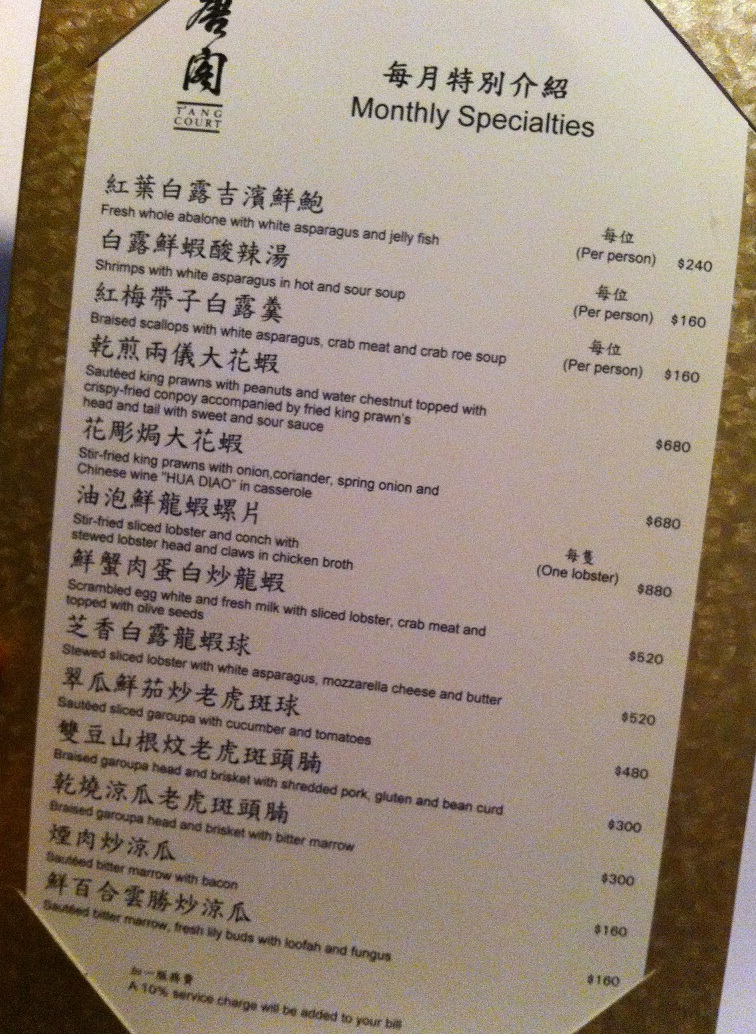 唐閣
T'ANG
COURT
每月特別介紹
Monthly Specialties
紅葉白露吉濱鮮鮑
Fresh whole abalone with white asparagus and jelly fish
每位
(Per person) $240
白露鮮蝦酸辣湯
Shrimps with white asparagus in hot and sour soup
每位
(Per person) $160
紅梅帶子白露羹
Braised scallops with white asparagus, crab meat and crab roe soup
每位
(Per person) $160
乾煎兩儀大花蝦
Sautéed king prawns with peanuts and water chestnut topped with
crispy-fried conpoy accompanied by fried king prawn's
head and tail with sweet and sour sauce
$680
花彫焗大花蝦
Stir-fried king prawns with onion,coriander, spring onion and
Chinese wine "HUA DIAO" in casserole
$680
油泡鮮龍蝦螺片
Stir-fried sliced lobster and conch with
stewed lobster head and claws in chicken broth
每隻
(One lobster) $880
鮮蟹肉蛋白炒龍蝦
Scrambled egg white and fresh milk with sliced lobster, crab meat and
topped with olive seeds
$520
芝香白露龍蝦球
Stewed sliced lobster with white asparagus, mozzarella cheese and butter
$520
翠瓜鮮茄炒老虎斑球
Sautéed sliced garoupa with cucumber and tomatoes
$480
雙豆山根炆老虎斑頭腩
Braised garoupa head and brisket with shredded pork, gluten and bean curd
$300
乾燒涼瓜老虎斑頭腩
Braised garoupa head and brisket with bitter marrow
$300
煙肉炒涼瓜
Sautéed bitter marrow with bacon
$160
鮮百合雲勝炒涼瓜
Sautéed bitter marrow, fresh lily buds with loofah and fungus
$160
加一服務費
A 10% service charge will be added to your bill